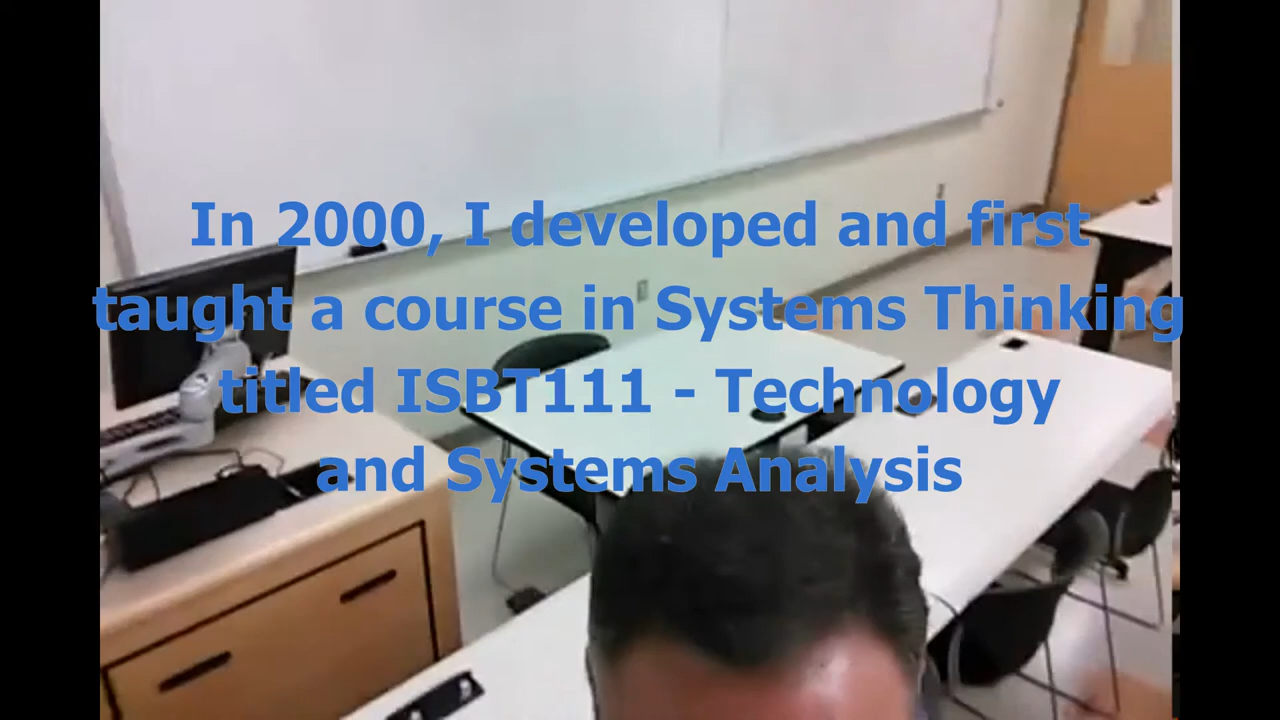 In 2000, I developed and first
taught a course in Systems Thinking
titled ISBT111 - Technology
and Systems Analysis